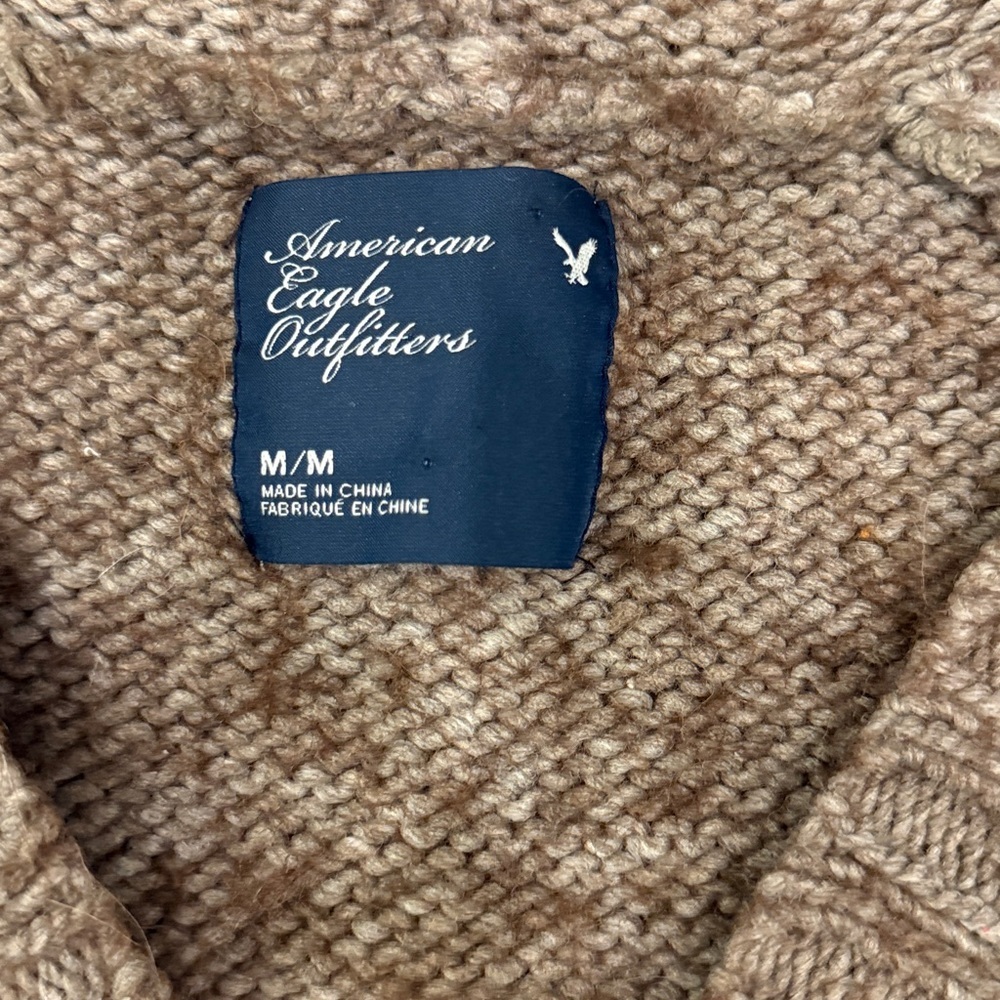 American
Eagle
Outfitters
M/M
MADE IN CHINA
FABRIQUÉ EN CHINE